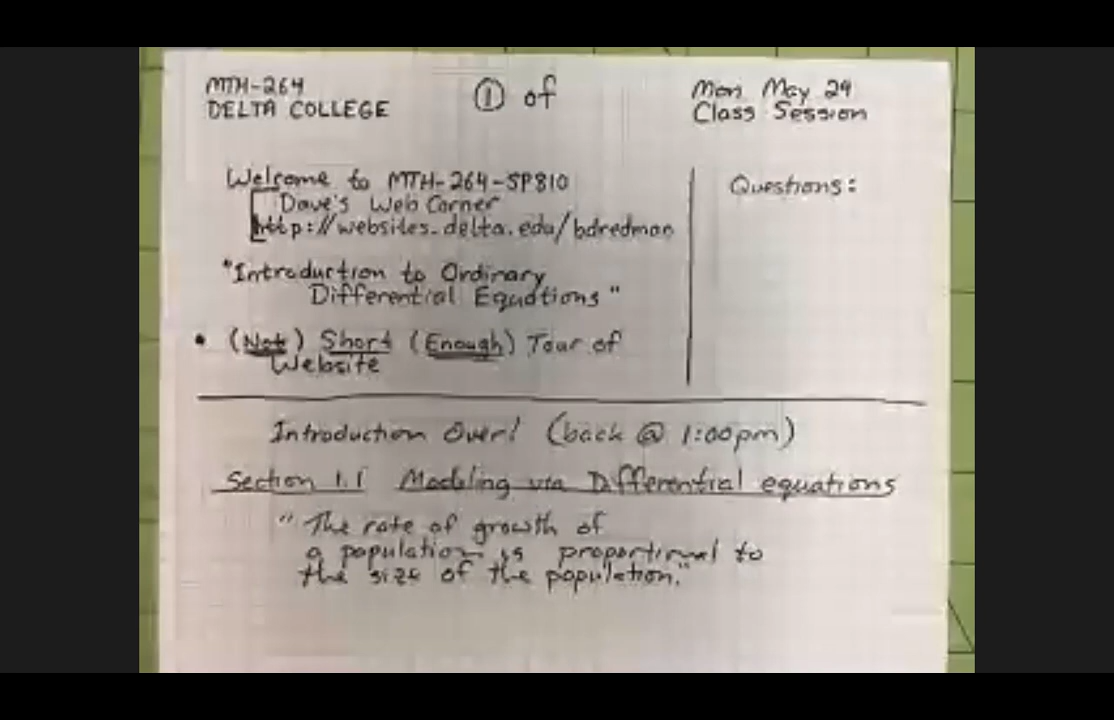 MTH-264
DELTA COLLEGE
① of
Mon May 29
Class Session
Welcome to MTH-264-SP810
Dave's Web Corner
http://websites.delta.edu/bdredman
"Introduction to Ordinary
Differential Equations"
• (Not) Short (Enough) Tour of
Website
Questions:
Introduction Over! (back @ 1:00pm)
Section 1.1 Modeling via Differential equations
"The rate of growth of
a population is proportional to
the size of the population."